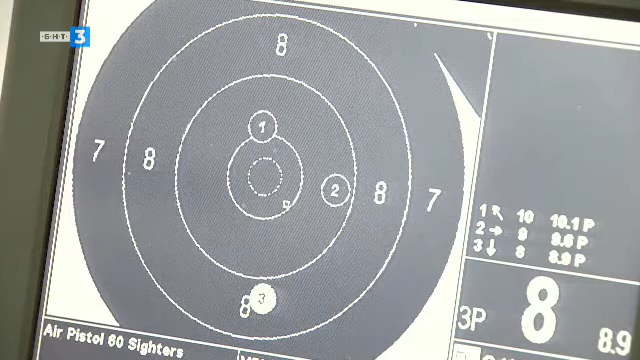 БНТ 3
8
1
7 8 2 8 7
8 3
1 ↖ 10 10.1 P
2 → 9 9.8 P
3 ↓ 8 8.9 P
3P 8 8.9
Air Pistol 60 Sighters